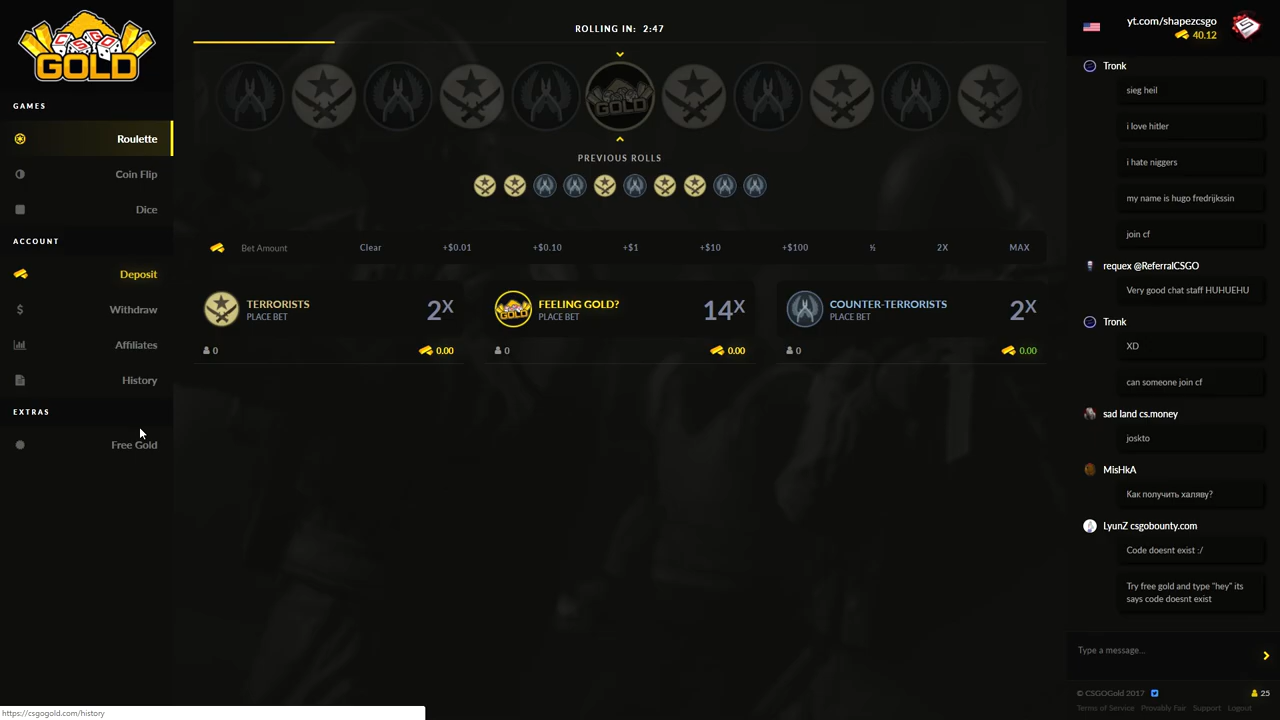 CSGO
GOLD
GAMES
Roulette
Coin Flip
Dice
ACCOUNT
Deposit
Withdraw
Affiliates
History
EXTRAS
Free Gold
https://csgogold.com/history
ROLLING IN: 2:47
GOLD
PREVIOUS ROLLS
Bet Amount Clear +$0.01 +$0.10 +$1 +$10 +$100 ½ 2X MAX
TERRORISTS
PLACE BET
2X
0 0.00
GOLD
FEELING GOLD?
PLACE BET
14X
0 0.00
COUNTER-TERRORISTS
PLACE BET
2X
0 0.00
yt.com/shapezcsgo
40.12
Tronk
sieg heil
i love hitler
i hate niggers
my name is hugo fredrijkssin
join cf
requex @ReferralCSGO
Very good chat staff HUHUEHU
Tronk
XD
can someone join cf
sad land cs.money
joskto
MisHkA
Как получить халяву?
LyunZ csgobounty.com
Code doesnt exist :/
Try free gold and type "hey" its
says code doesnt exist
Type a message...
© CSGOGold 2017
25
Terms of Service Provably Fair Support Logout